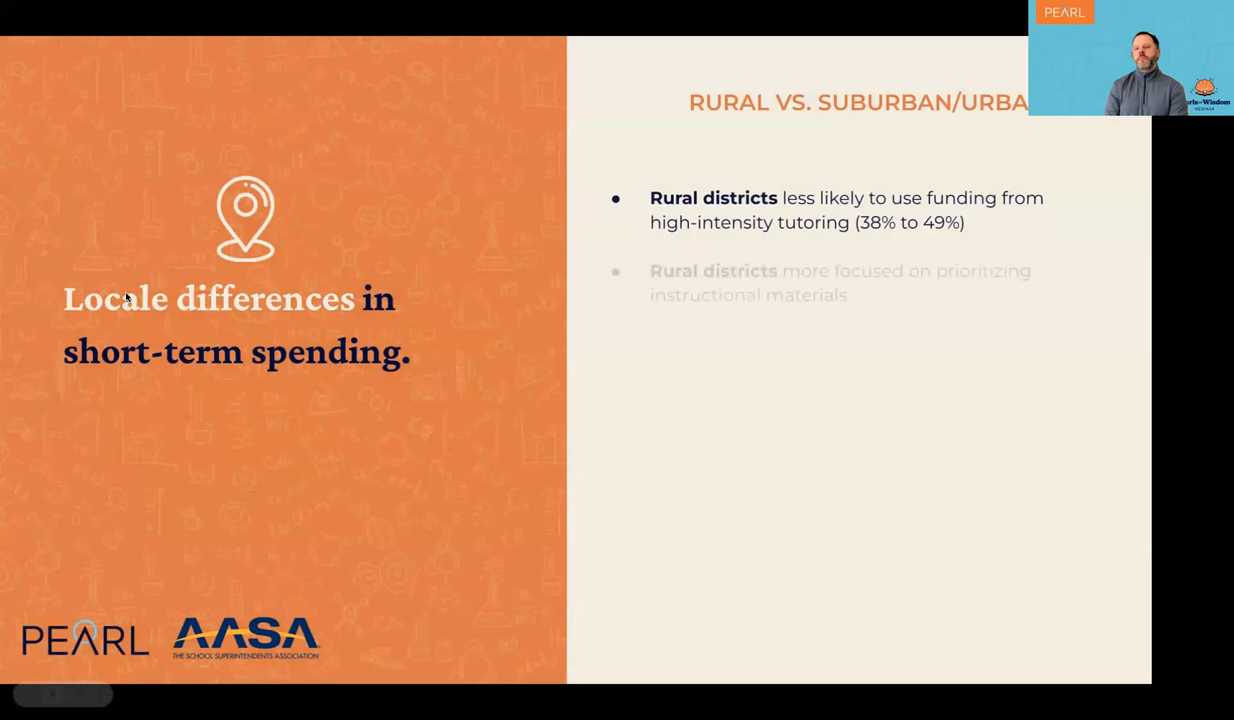 PEARL
RURAL VS. SUBURBAN/URBA
Wisdom
WEBINAR
Locale differences in
short-term spending.
● Rural districts less likely to use funding from
high-intensity tutoring (38% to 49%)
● Rural districts more focused on prioritizing
instructional materials
PEARL
AASA
THE SCHOOL SUPERINTENDENTS ASSOCIATION